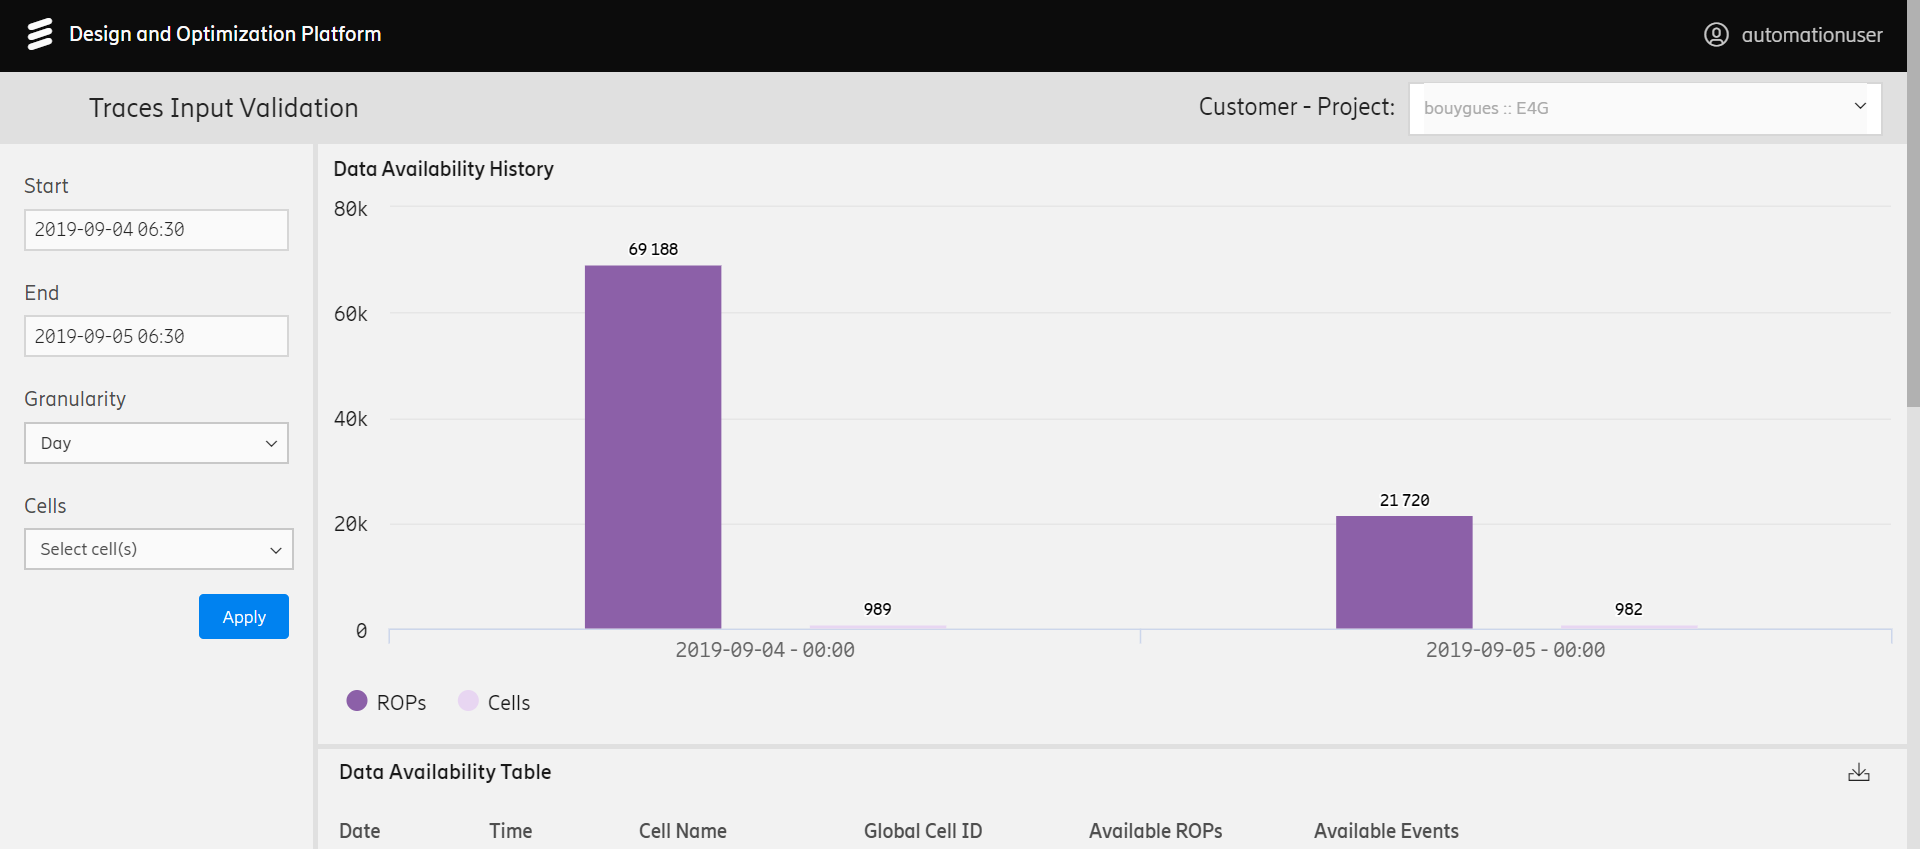 Design and Optimization Platform
automationuser
Traces Input Validation
Customer - Project:
bouygues :: E4G
Start
2019-09-04 06:30
End
2019-09-05 06:30
Granularity
Day
Cells
Select cell(s)
Apply
Data Availability History
80k
60k
40k
20k
0
69 188
989
21 720
982
2019-09-04 - 00:00
2019-09-05 - 00:00
ROPs
Cells
Data Availability Table
Date
Time
Cell Name
Global Cell ID
Available ROPs
Available Events